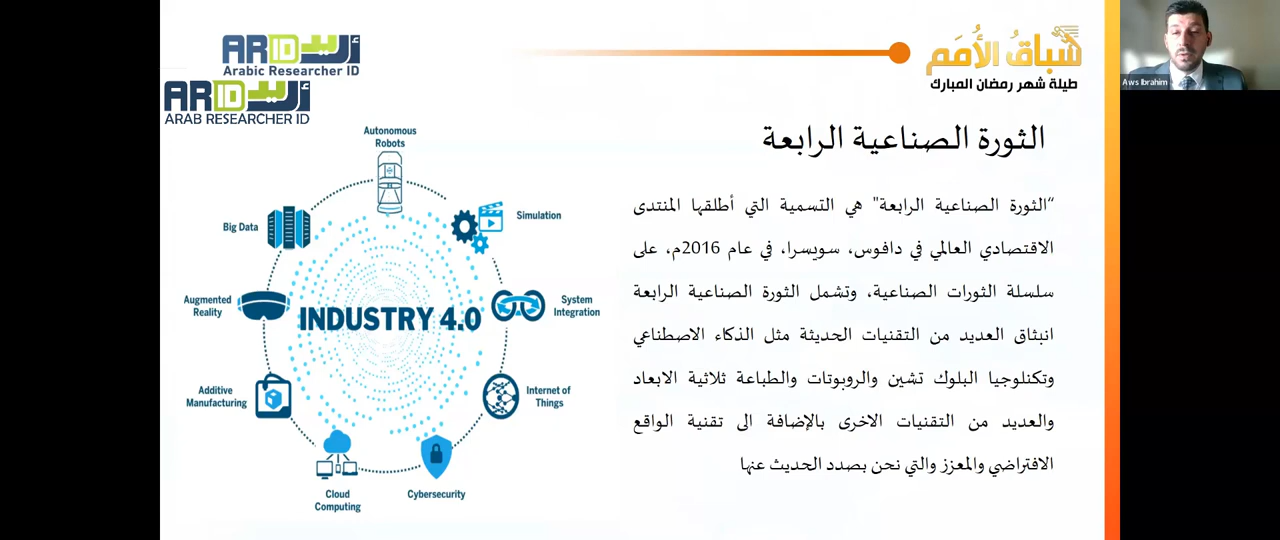 ARID أريد
Arabic Researcher ID
ARID أريد
ARAB RESEARCHER ID
سباقُ الأُمَم
طيلة شهر رمضان المبارك
Aws Ibrahim
الثورة الصناعية الرابعة
“الثورة الصناعية الرابعة" هي التسمية التي أطلقها المنتدى
الاقتصادي العالمي في دافوس، سويسرا، في عام 2016م، على
سلسلة الثورات الصناعية، وتشمل الثورة الصناعية الرابعة
انبثاق العديد من التقنيات الحديثة مثل الذكاء الاصطناعي
وتكنلوجيا البلوك تشين والروبوتات والطباعة ثلاثية الابعاد
والعديد من التقنيات الاخرى بالإضافة الى تقنية الواقع
الافتراضي والمعزز والتي نحن بصدد الحديث عنها
Autonomous
Robots
Simulation
System
Integration
Internet of
Things
Cybersecurity
Cloud
Computing
Additive
Manufacturing
Augmented
Reality
Big Data
INDUSTRY 4.0